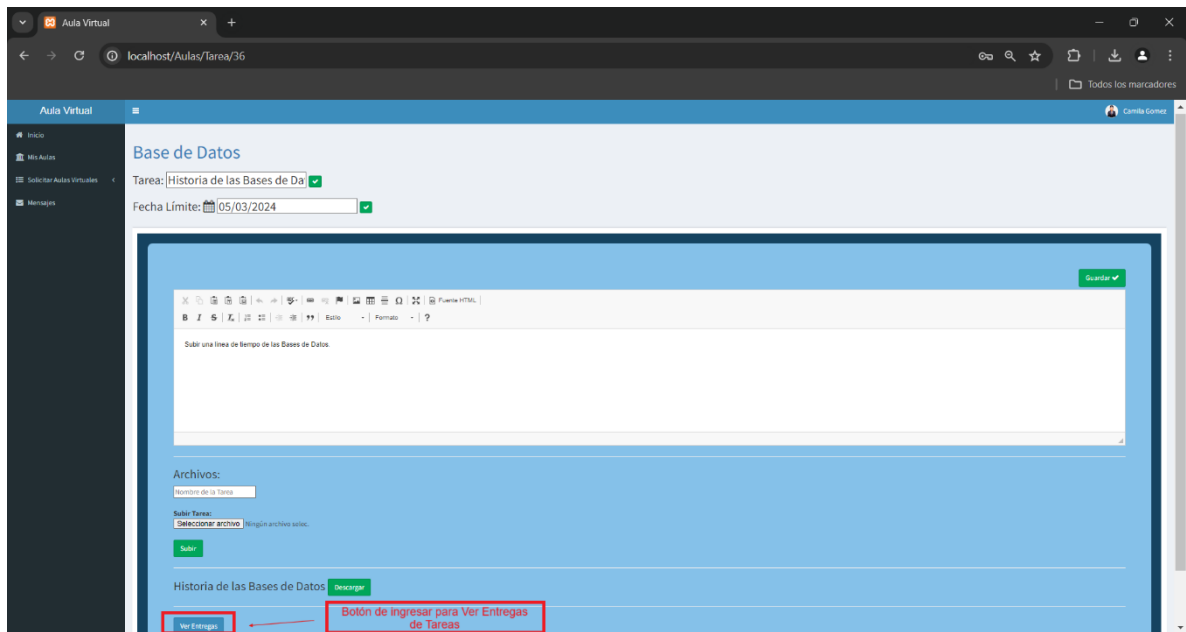 Aula Virtual
localhost/Aulas/Tarea/36
Todos los marcadores
Aula Virtual
Camila Gomez
Inicio
Mis Aulas
Solicitar Aulas Virtuales
Mensajes
Base de Datos
Tarea: Historia de las Bases de Da
Fecha Límite: 05/03/2024
Guardar
Fuente HTML
B I S Ix Estilo Formato ?
Subir una linea de tiempo de las Bases de Datos.
Archivos:
Nombre de la Tarea
Subir Tarea:
Seleccionar archivo Ningún archivo selec.
Subir
Historia de las Bases de Datos Descargar
Ver Entregas
Botón de ingresar para Ver Entregas
de Tareas